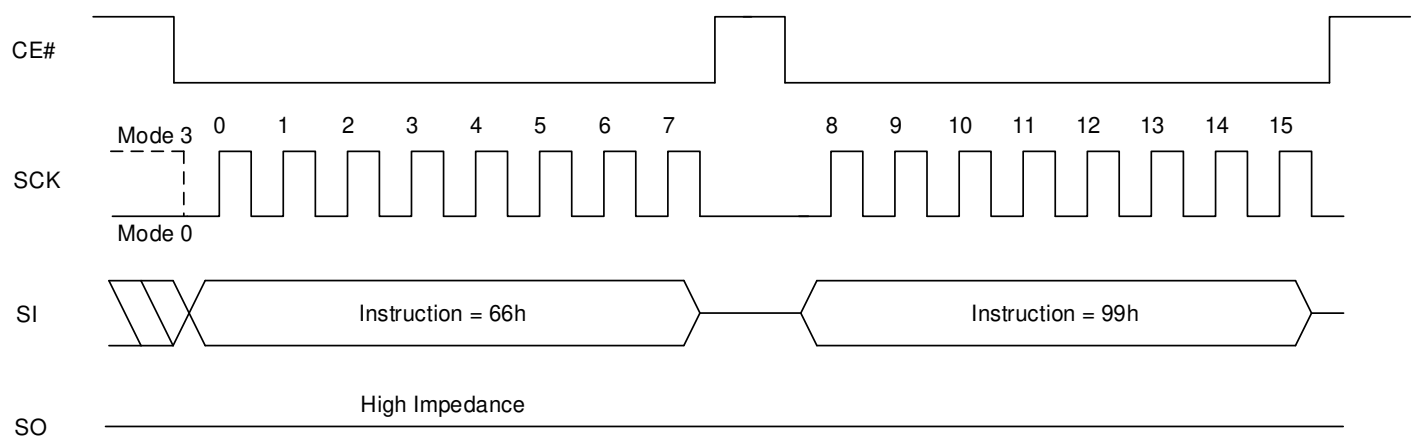 CE#
Mode 3
0 1 2 3 4 5 6 7 8 9 10 11 12 13 14 15
SCK
Mode 0
SI
Instruction = 66h
Instruction = 99h
High Impedance
SO